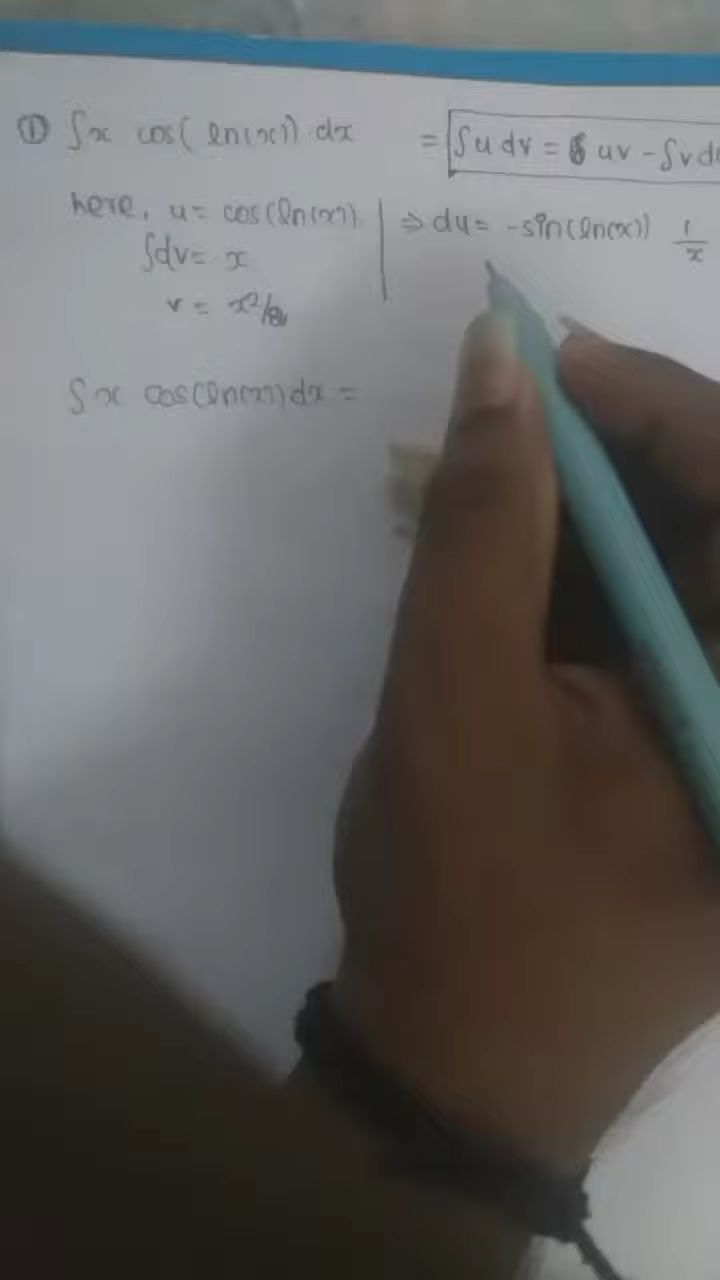 ① ∫x cos( ln(x)) dx = ∫u dv = uv - ∫v du
here, u = cos(ln(x)) ⇒ du = -sin(ln(x)) 1/x
∫dv = x
v = x²/2
∫x cos(ln(x)) dx =